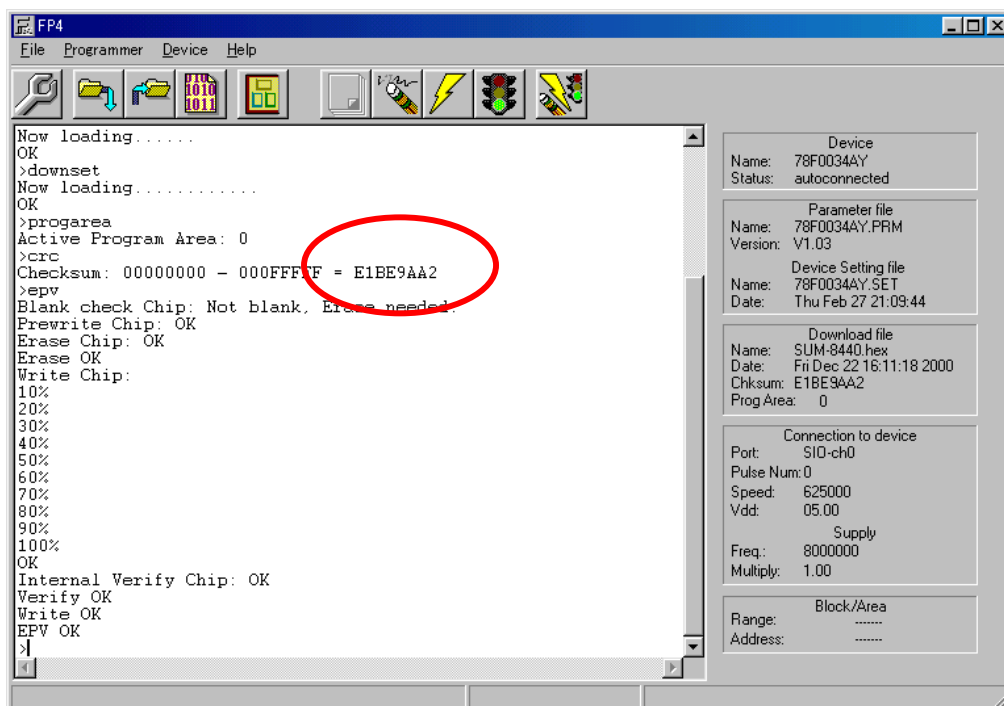 FP4
File Programmer Device Help
Now loading......
OK
>downset
Now loading............
OK
>progarea
Active Program Area: 0
>crc
Checksum: 00000000 - 000FFFFF = E1BE9AA2
>epv
Blank check Chip: Not blank, Erase needed.
Prewrite Chip: OK
Erase Chip: OK
Erase OK
Write Chip:
10%
20%
30%
40%
50%
60%
70%
80%
90%
100%
OK
Internal Verify Chip: OK
Verify OK
Write OK
EPV OK
>
Device
Name: 78F0034AY
Status: autoconnected
Parameter file
Name: 78F0034AY.PRM
Version: V1.03
Device Setting file
Name: 78F0034AY.SET
Date: Thu Feb 27 21:09:44
Download file
Name: SUM-8440.hex
Date: Fri Dec 22 16:11:18 2000
Chksum: E1BE9AA2
Prog Area: 0
Connection to device
Port: SIO-ch0
Pulse Num: 0
Speed: 625000
Vdd: 05.00
Supply
Freq.: 8000000
Multiply: 1.00
Block/Area
Range: -------
Address: -------